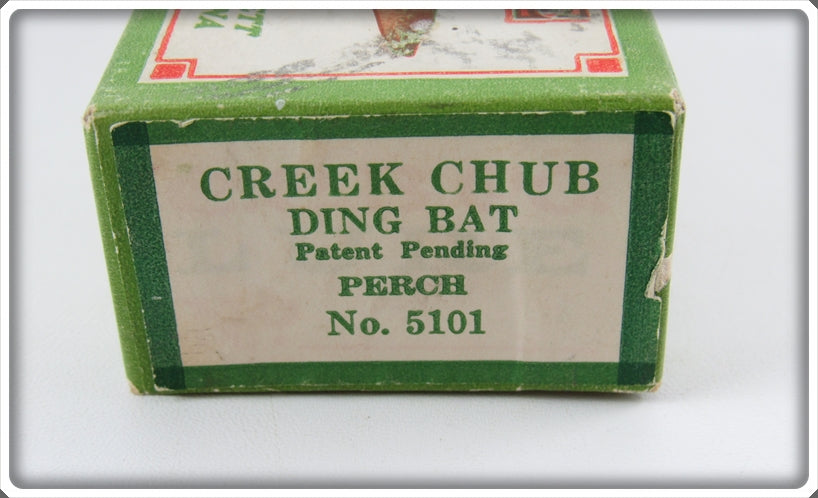 CREEK CHUB
DING BAT
Patent Pending
PERCH
No. 5101